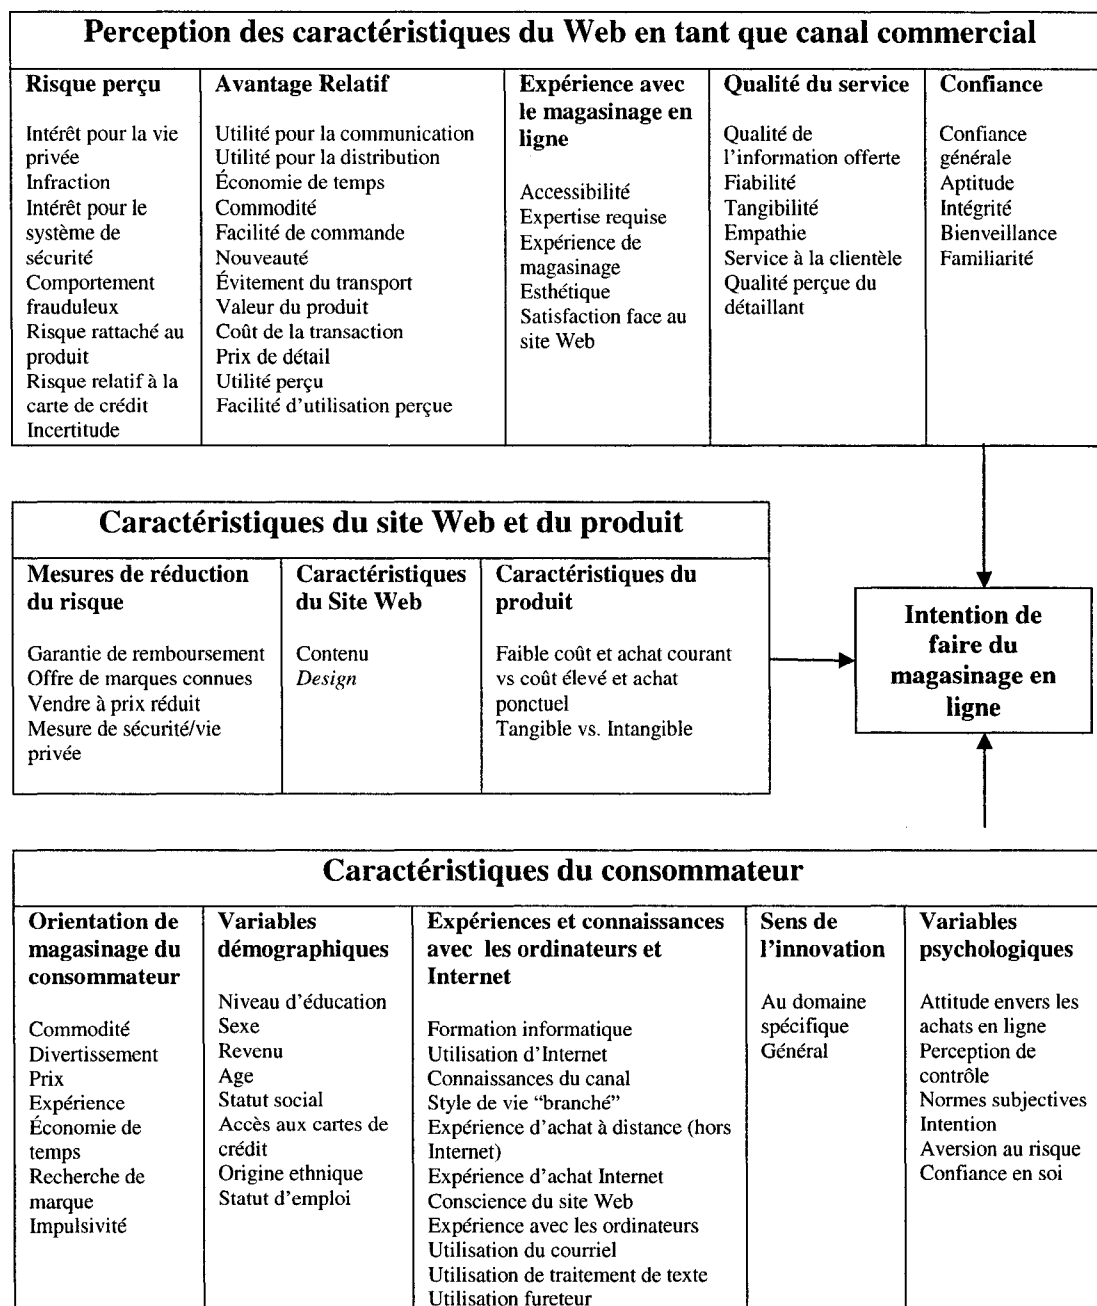 Perception des caractéristiques du Web en tant que canal commercial
Risque perçu
Intérêt pour la vie
privée
Infraction
Intérêt pour le
système de
sécurité
Comportement
frauduleux
Risque rattaché au
produit
Risque relatif à la
carte de crédit
Incertitude
Avantage Relatif
Utilité pour la communication
Utilité pour la distribution
Économie de temps
Commodité
Facilité de commande
Nouveauté
Évitement du transport
Valeur du produit
Coût de la transaction
Prix de détail
Utilité perçu
Facilité d'utilisation perçue
Expérience avec
le magasinage en
ligne
Accessibilité
Expertise requise
Expérience de
magasinage
Esthétique
Satisfaction face au
site Web
Qualité du service
Qualité de
l'information offerte
Fiabilité
Tangibilité
Empathie
Service à la clientèle
Qualité perçue du
détaillant
Confiance
Confiance
générale
Aptitude
Intégrité
Bienveillance
Familiarité
Caractéristiques du site Web et du produit
Mesures de réduction
du risque
Garantie de remboursement
Offre de marques connues
Vendre à prix réduit
Mesure de sécurité/vie
privée
Caractéristiques
du Site Web
Contenu
Design
Caractéristiques du
produit
Faible coût et achat courant
vs coût élevé et achat
ponctuel
Tangible vs. Intangible
Intention de
faire du
magasinage en
ligne
Caractéristiques du consommateur
Orientation de
magasinage du
consommateur
Commodité
Divertissement
Prix
Expérience
Économie de
temps
Recherche de
marque
Impulsivité
Variables
démographiques
Niveau d'éducation
Sexe
Revenu
Age
Statut social
Accès aux cartes de
crédit
Origine ethnique
Statut d'emploi
Expériences et connaissances
avec les ordinateurs et
Internet
Formation informatique
Utilisation d'Internet
Connaissances du canal
Style de vie "branché"
Expérience d'achat à distance (hors
Internet)
Expérience d'achat Internet
Conscience du site Web
Expérience avec les ordinateurs
Utilisation du courriel
Utilisation de traitement de texte
Utilisation fureteur
Sens de
l'innovation
Au domaine
spécifique
Général
Variables
psychologiques
Attitude envers les
achats en ligne
Perception de
contrôle
Normes subjectives
Intention
Aversion au risque
Confiance en soi